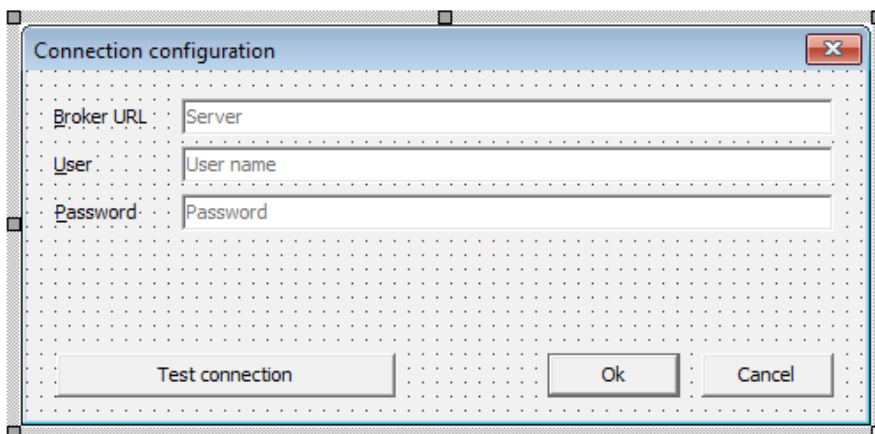 Connection configuration
Broker URL Server
User User name
Password Password
Test connection Ok Cancel